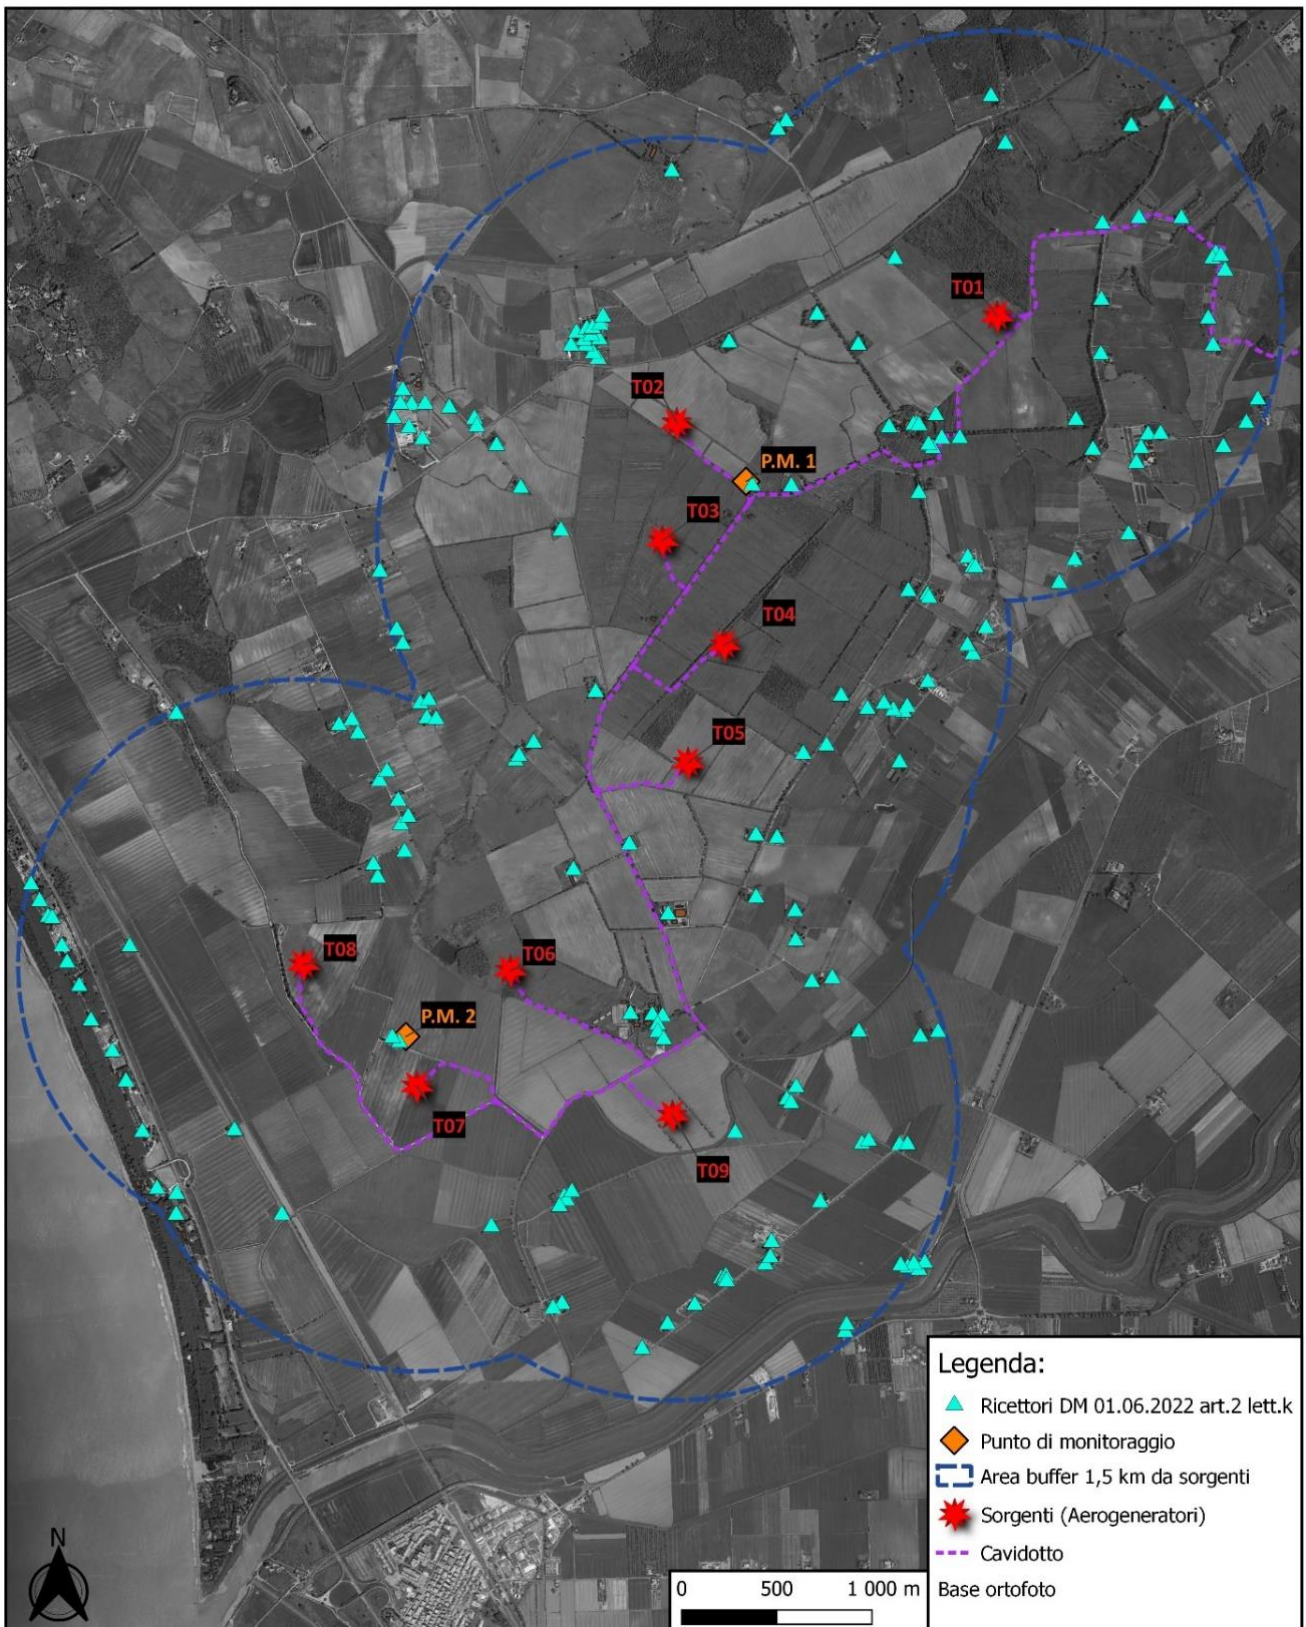 T01
T02
P.M. 1
T03
T04
T05
T08
T06
P.M. 2
T07
T09
Legenda:
Ricettori DM 01.06.2022 art.2 lett.k
Punto di monitoraggio
Area buffer 1,5 km da sorgenti
Sorgenti (Aerogeneratori)
Cavidotto
Base ortofoto
N
0 500 1 000 m